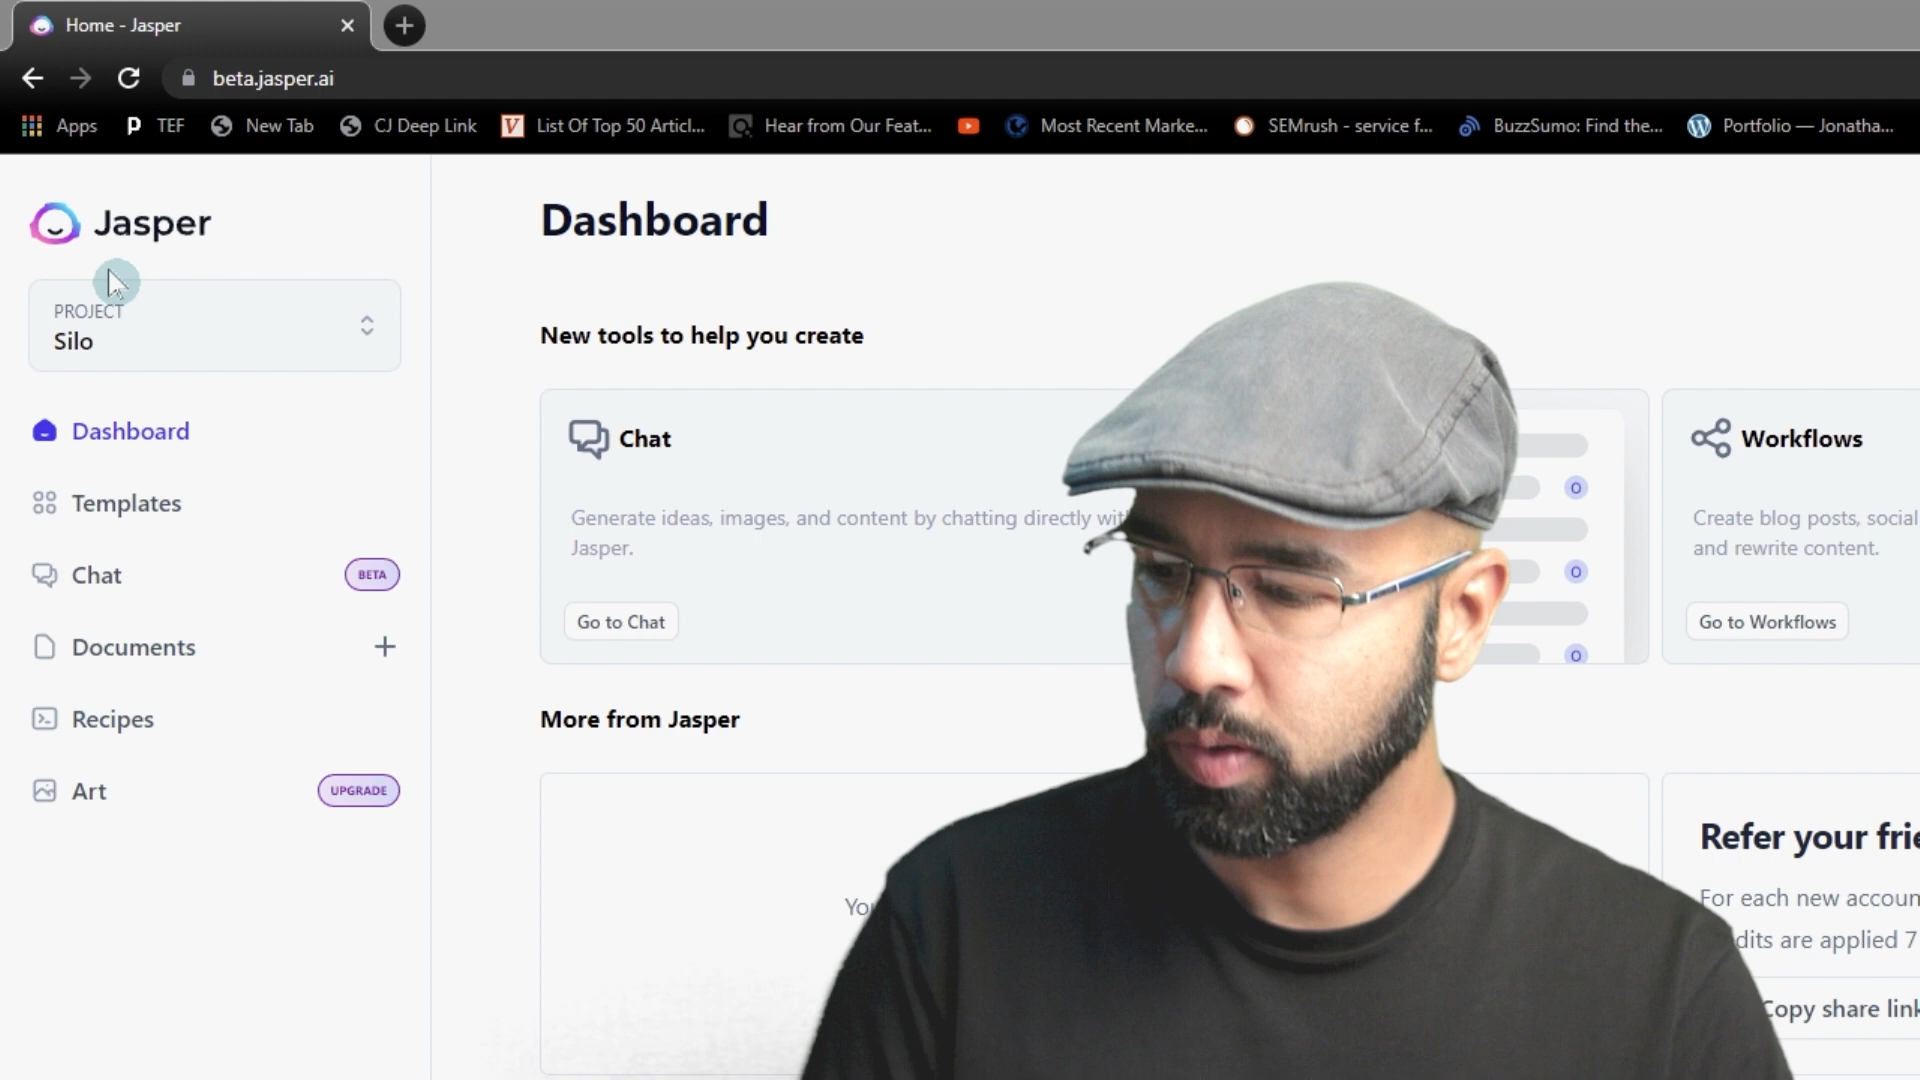 Home - Jasper
beta.jasper.ai
Apps
TEF
New Tab
CJ Deep Link
List Of Top 50 Articl...
Hear from Our Feat...
Most Recent Marke...
SEMrush - service f...
BuzzSumo: Find the...
Portfolio — Jonatha...
Jasper
PROJECT
Silo
Dashboard
Templates
Chat
BETA
Documents
Recipes
Art
UPGRADE
Dashboard
New tools to help you create
Chat
Generate ideas, images, and content by chatting directly with
Jasper.
Go to Chat
Workflows
Create blog posts, social
and rewrite content.
Go to Workflows
More from Jasper
Refer your frie
For each new accoun
dits are applied 7
Copy share link